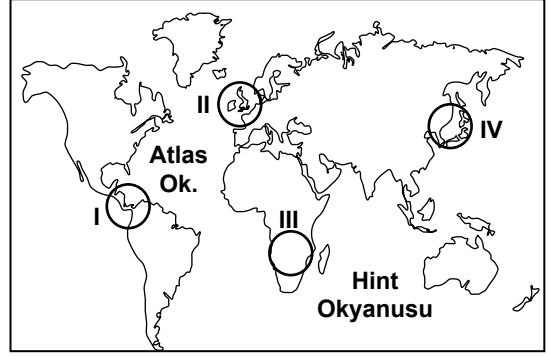 II
IV
Atlas
Ok.
I
III
Hint
Okyanusu